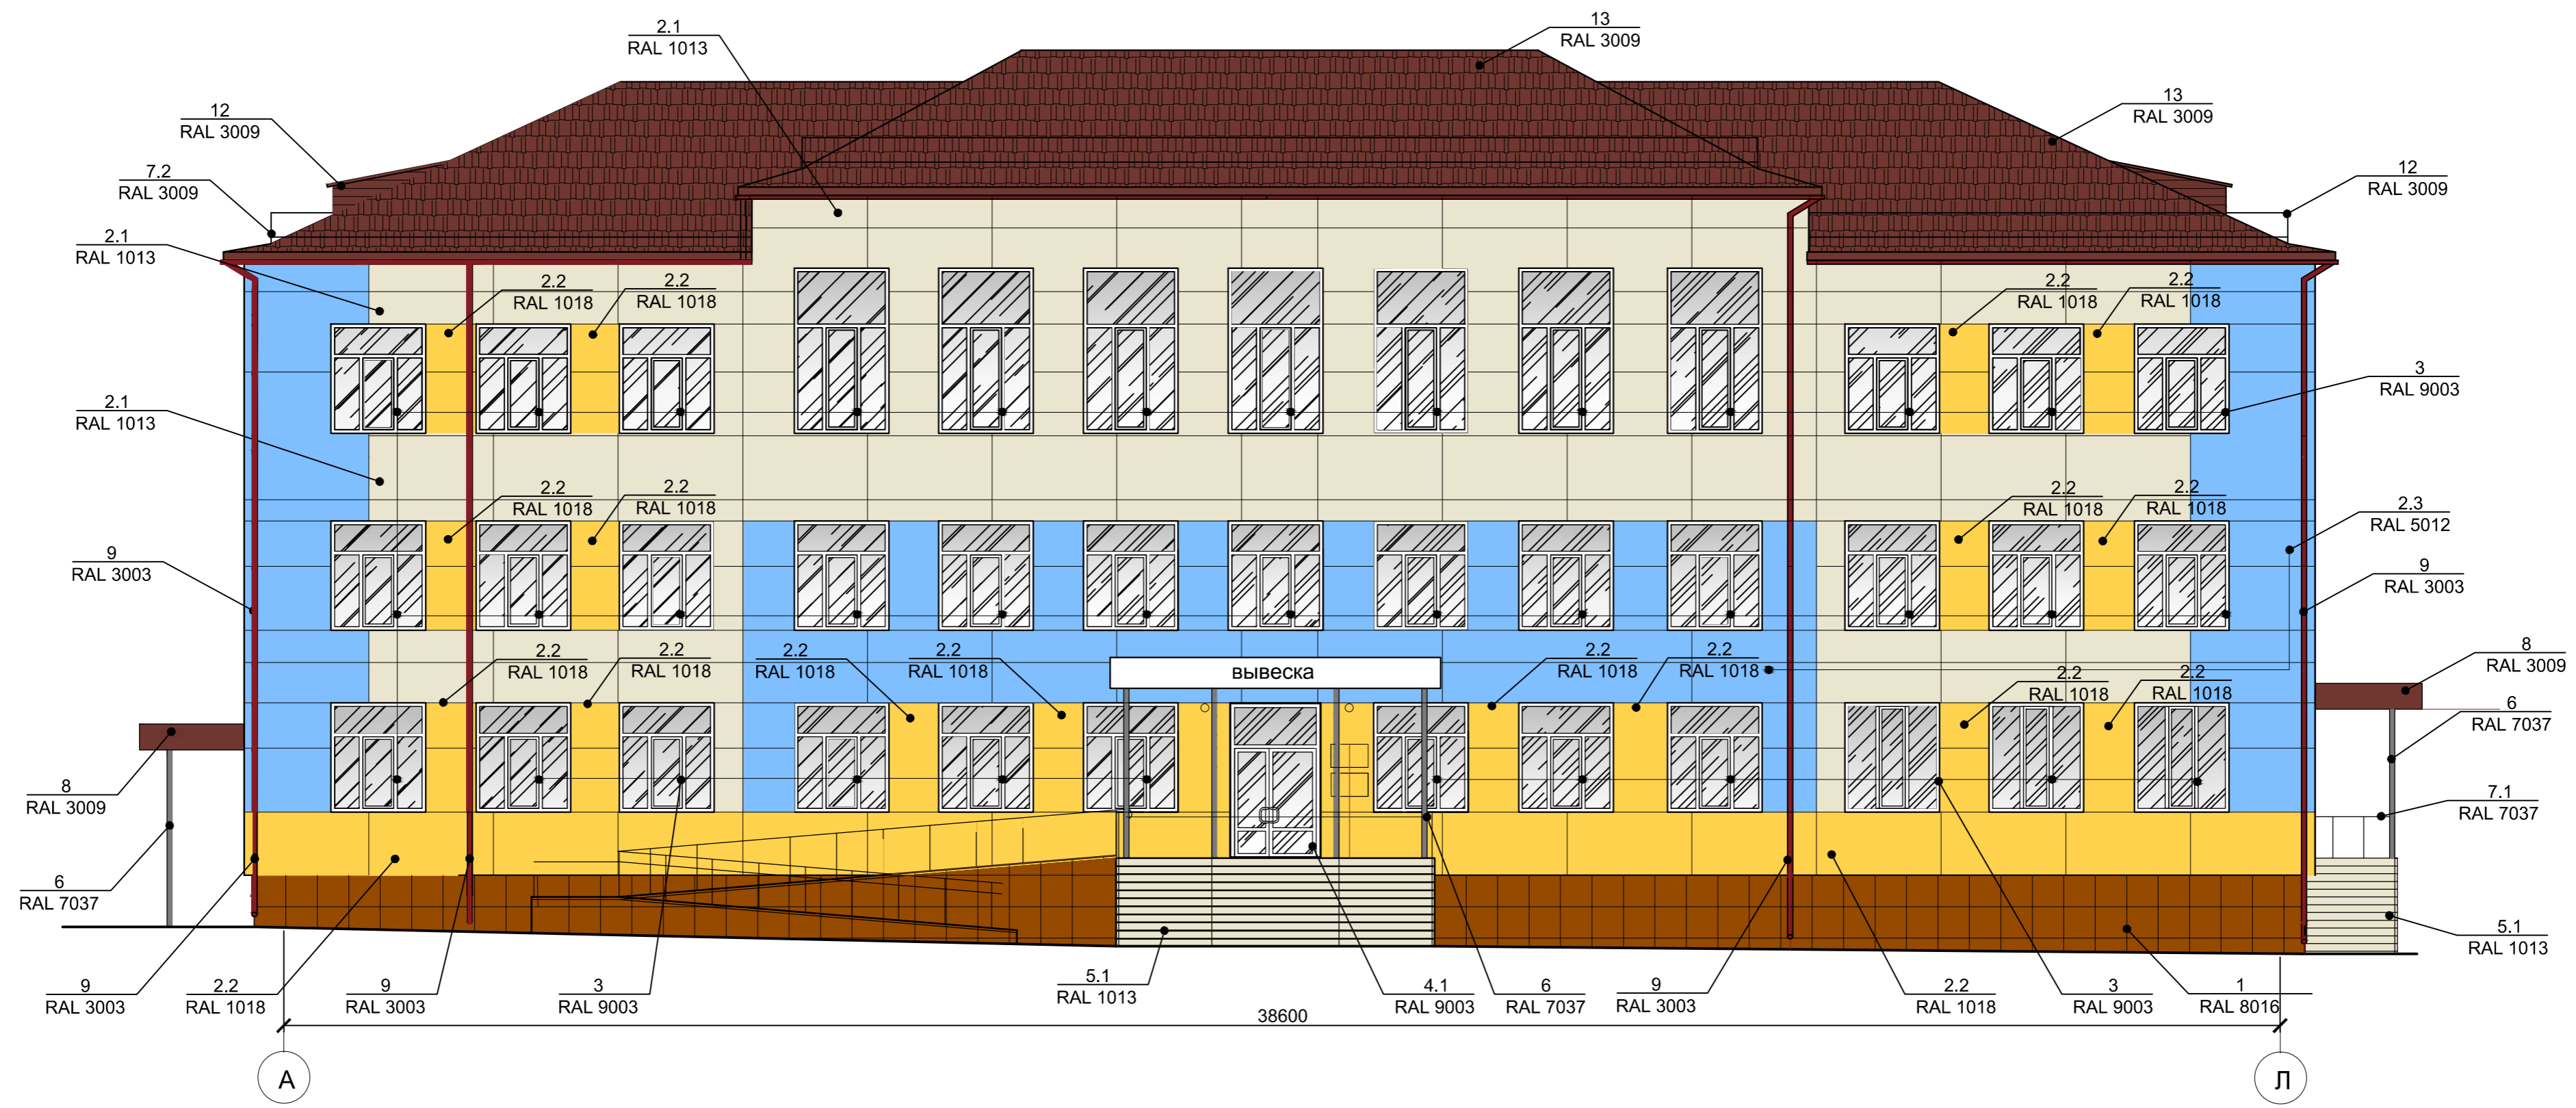 2.1
RAL 1013
13
RAL 3009
12
RAL 3009
13
RAL 3009
7.2
RAL 3009
12
RAL 3009
2.1
RAL 1013
2.2
RAL 1018
2.2
RAL 1018
2.2
RAL 1018
2.2
RAL 1018
3
RAL 9003
2.1
RAL 1013
2.2
RAL 1018
2.2
RAL 1018
2.2
RAL 1018
2.2
RAL 1018
2.3
RAL 5012
9
RAL 3003
9
RAL 3003
2.2
RAL 1018
2.2
RAL 1018
2.2
RAL 1018
2.2
RAL 1018
2.2
RAL 1018
2.2
RAL 1018
2.2
RAL 1018
2.2
RAL 1018
8
RAL 3009
вывеска
6
RAL 7037
8
RAL 3009
7.1
RAL 7037
6
RAL 7037
5.1
RAL 1013
9
RAL 3003
2.2
RAL 1018
9
RAL 3003
3
RAL 9003
5.1
RAL 1013
4.1
RAL 9003
6
RAL 7037
9
RAL 3003
2.2
RAL 1018
3
RAL 9003
1
RAL 8016
38600
А
Л